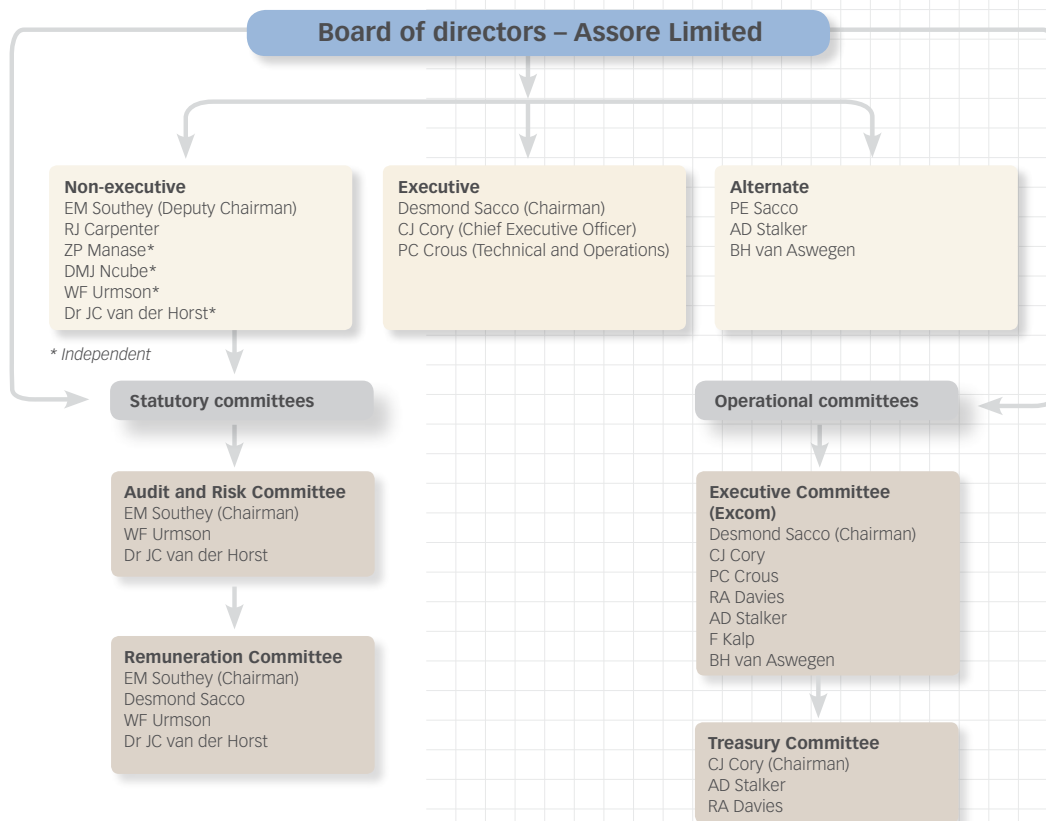 Board of directors – Assore Limited
Non-executive
EM Southey (Deputy Chairman)
RJ Carpenter
ZP Manase*
DMJ Ncube*
WF Urmson*
Dr JC van der Horst*
Executive
Desmond Sacco (Chairman)
CJ Cory (Chief Executive Officer)
PC Crous (Technical and Operations)
Alternate
PE Sacco
AD Stalker
BH van Aswegen
* Independent
Statutory committees
Audit and Risk Committee
EM Southey (Chairman)
WF Urmson
Dr JC van der Horst
Remuneration Committee
EM Southey (Chairman)
Desmond Sacco
WF Urmson
Dr JC van der Horst
Operational committees
Executive Committee
(Excom)
Desmond Sacco (Chairman)
CJ Cory
PC Crous
RA Davies
AD Stalker
F Kalp
BH van Aswegen
Treasury Committee
CJ Cory (Chairman)
AD Stalker
RA Davies